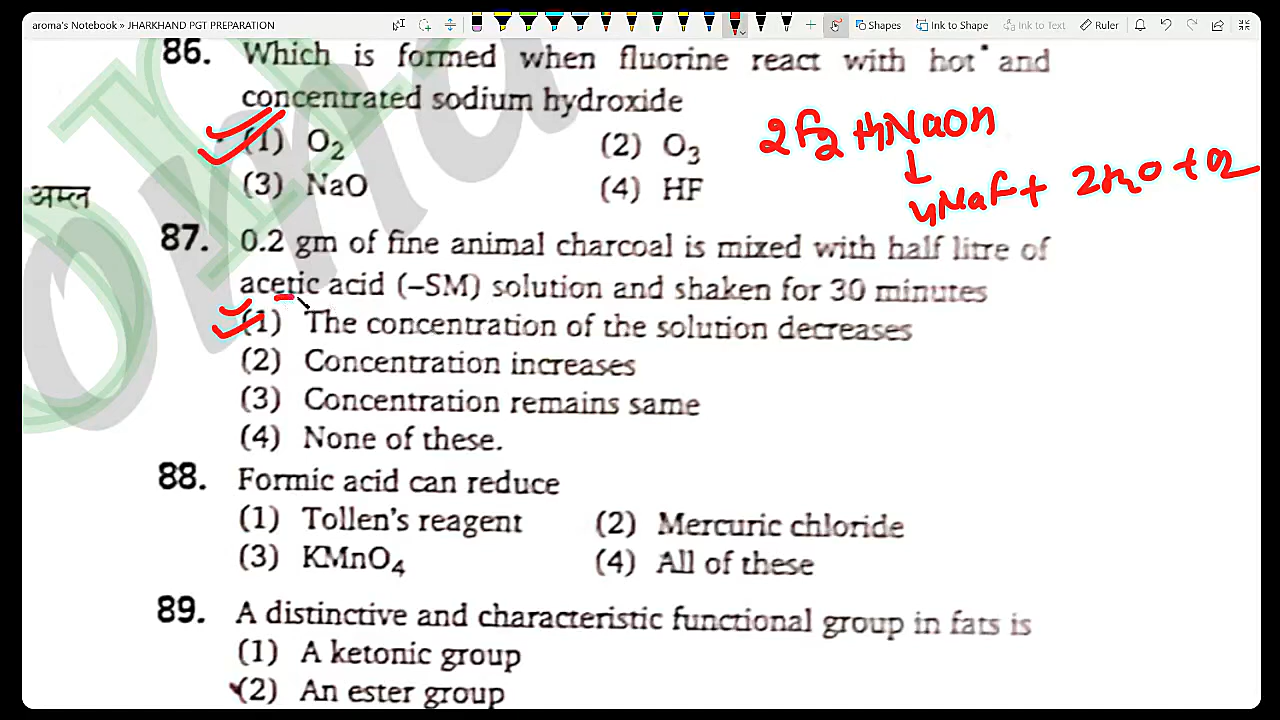 aroma's Notebook » JHARKHAND PGT PREPARATION
Shapes Ink to Shape Ink to Text Ruler
86. Which is formed when fluorine react with hot and
concentrated sodium hydroxide
(1) O2 (2) O3
(3) NaO (4) HF
2F2 + 4NaOH
↓
4NaF + 2H2O + O2
अम्ल
87. 0.2 gm of fine animal charcoal is mixed with half litre of
acetic acid (–SM) solution and shaken for 30 minutes
(1) The concentration of the solution decreases
(2) Concentration increases
(3) Concentration remains same
(4) None of these.
88. Formic acid can reduce
(1) Tollen's reagent (2) Mercuric chloride
(3) KMnO4 (4) All of these
89. A distinctive and characteristic functional group in fats is
(1) A ketonic group
(2) An ester group